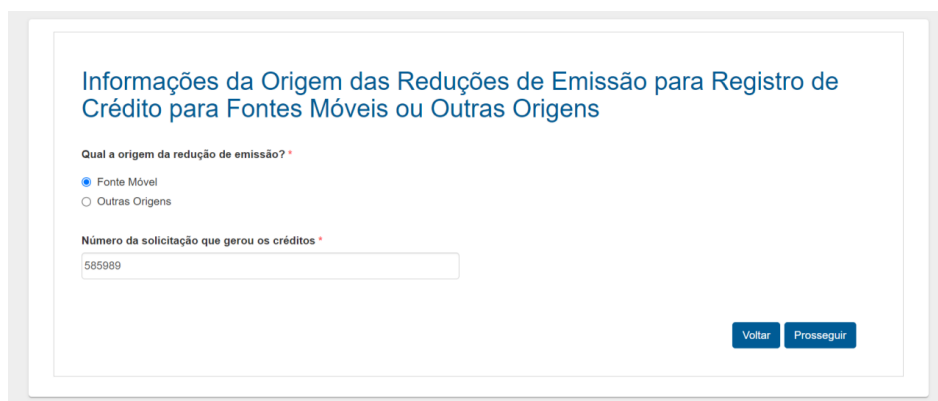 Informações da Origem das Reduções de Emissão para Registro de
Crédito para Fontes Móveis ou Outras Origens
Qual a origem da redução de emissão? *
Fonte Móvel
Outras Origens
Número da solicitação que gerou os créditos *
585989
Voltar Prosseguir